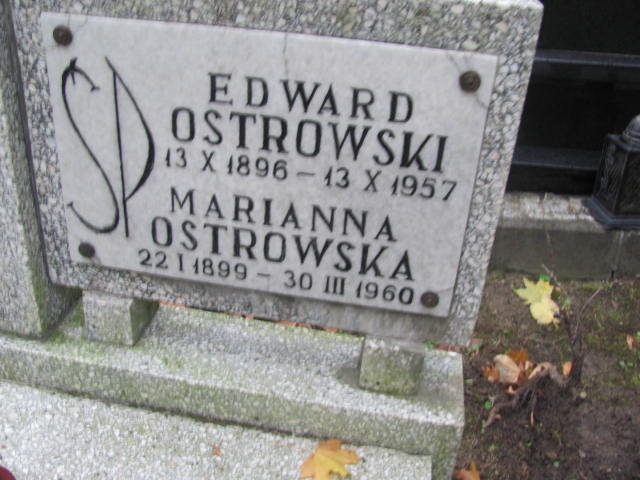 SP
EDWARD
OSTROWSKI
13 X 1896 – 13 X 1957
MARIANNA
OSTROWSKA
22 I 1899 – 30 III 1960